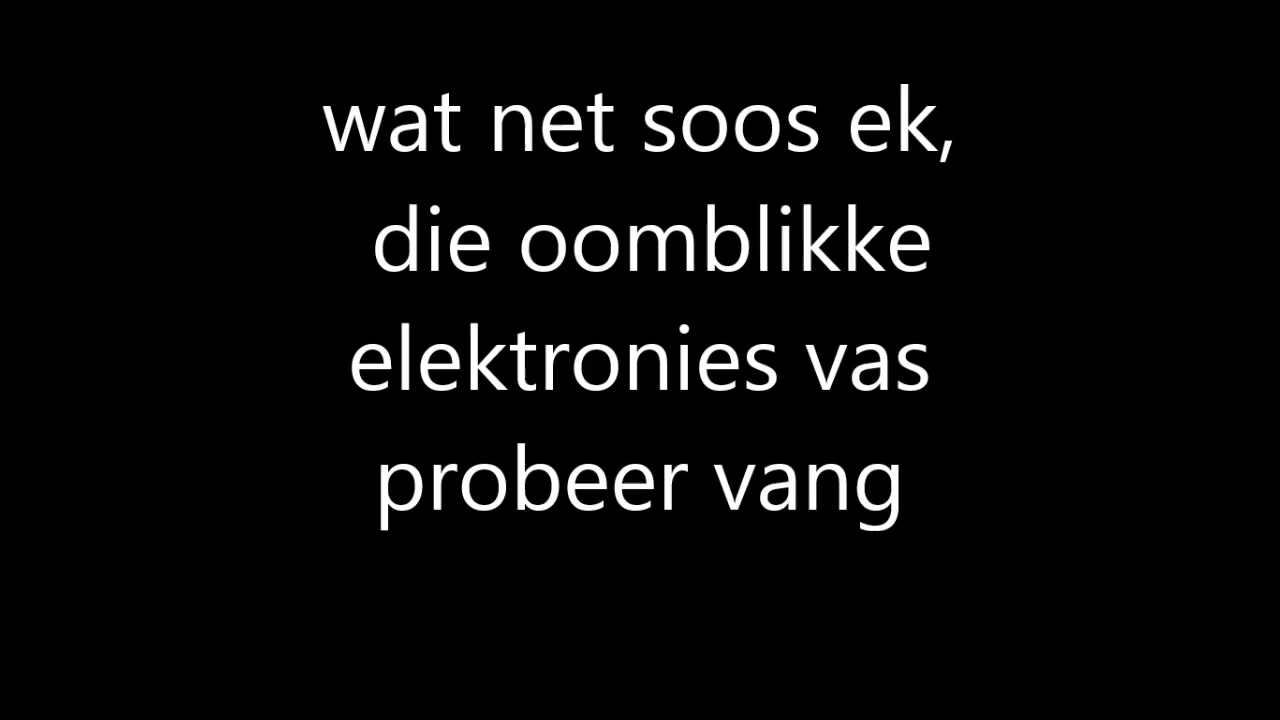 wat net soos ek,
die oomblikke
elektronies vas
probeer vang